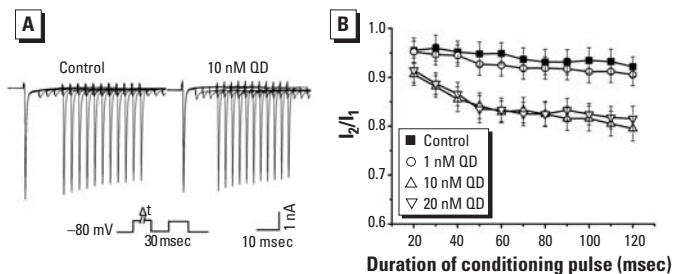 A
Control
10 nM QD
Δt
−80 mV
30 msec
10 msec
1 nA
B
1.0
0.9
0.8
0.7
0.6
I2/I1
Control
1 nM QD
10 nM QD
20 nM QD
20 40 60 80 100 120
Duration of conditioning pulse (msec)